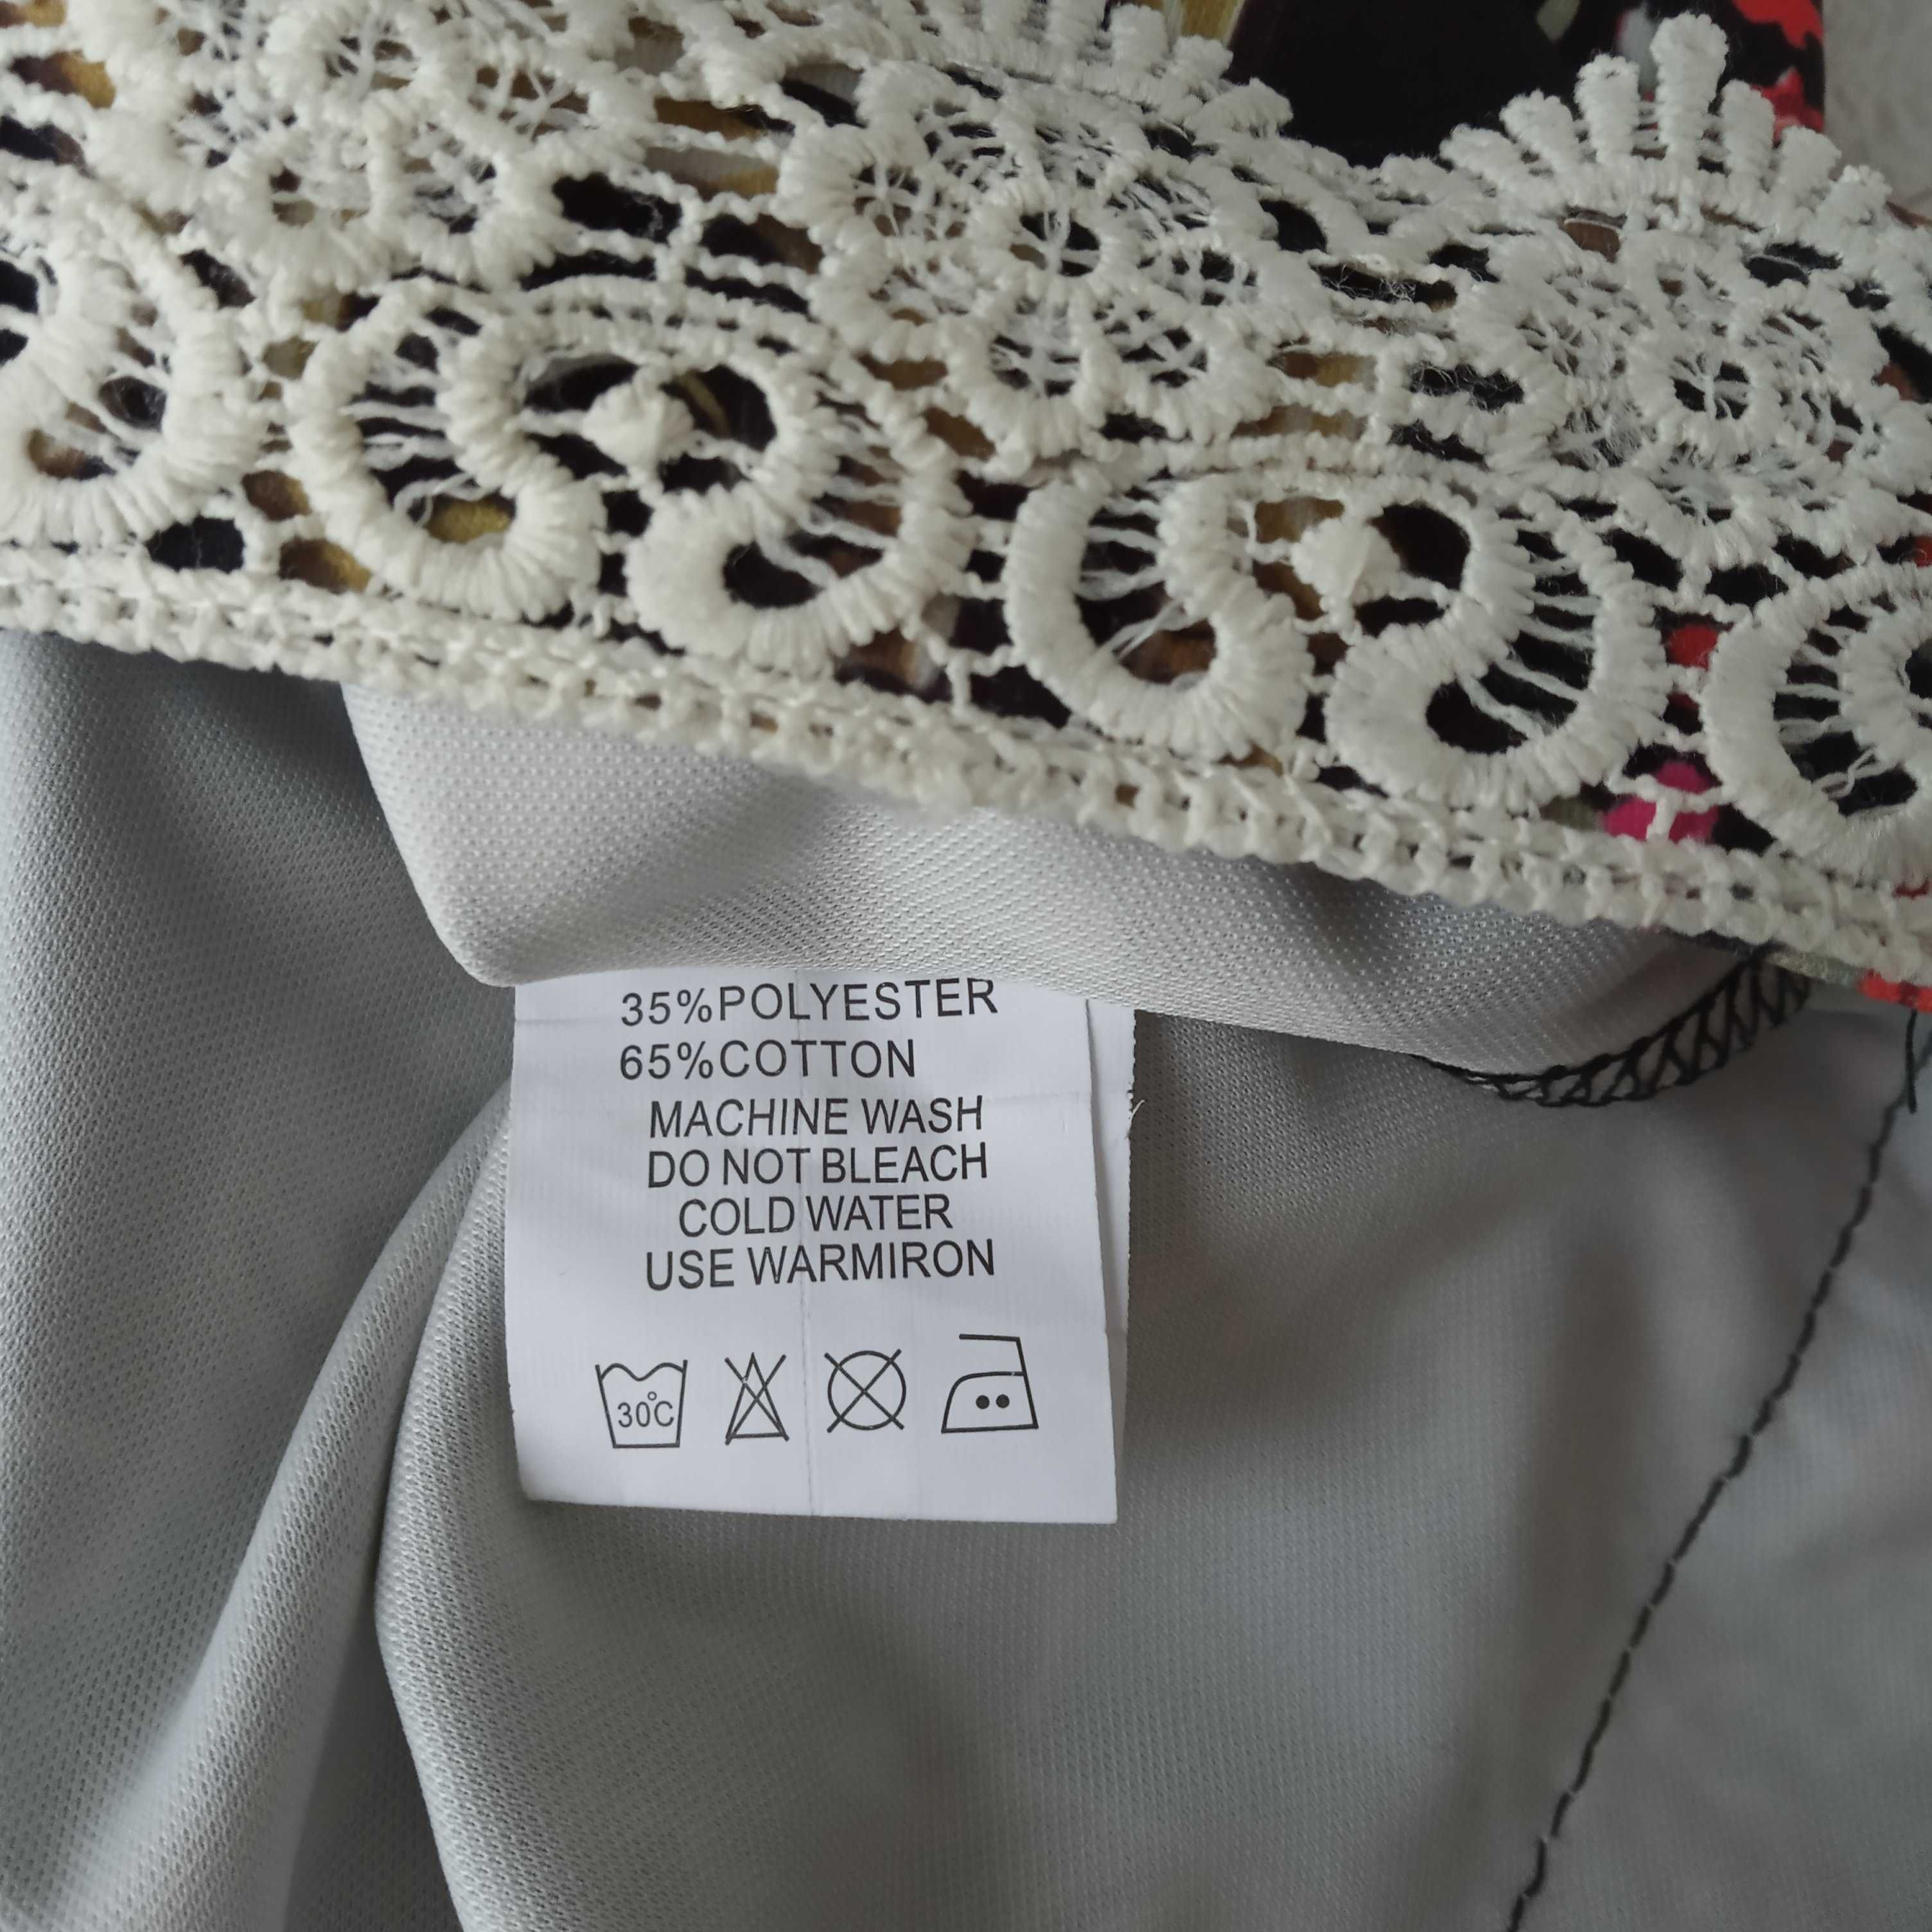 35%POLYESTER
65%COTTON
MACHINE WASH
DO NOT BLEACH
COLD WATER
USE WARMIRON
30°C